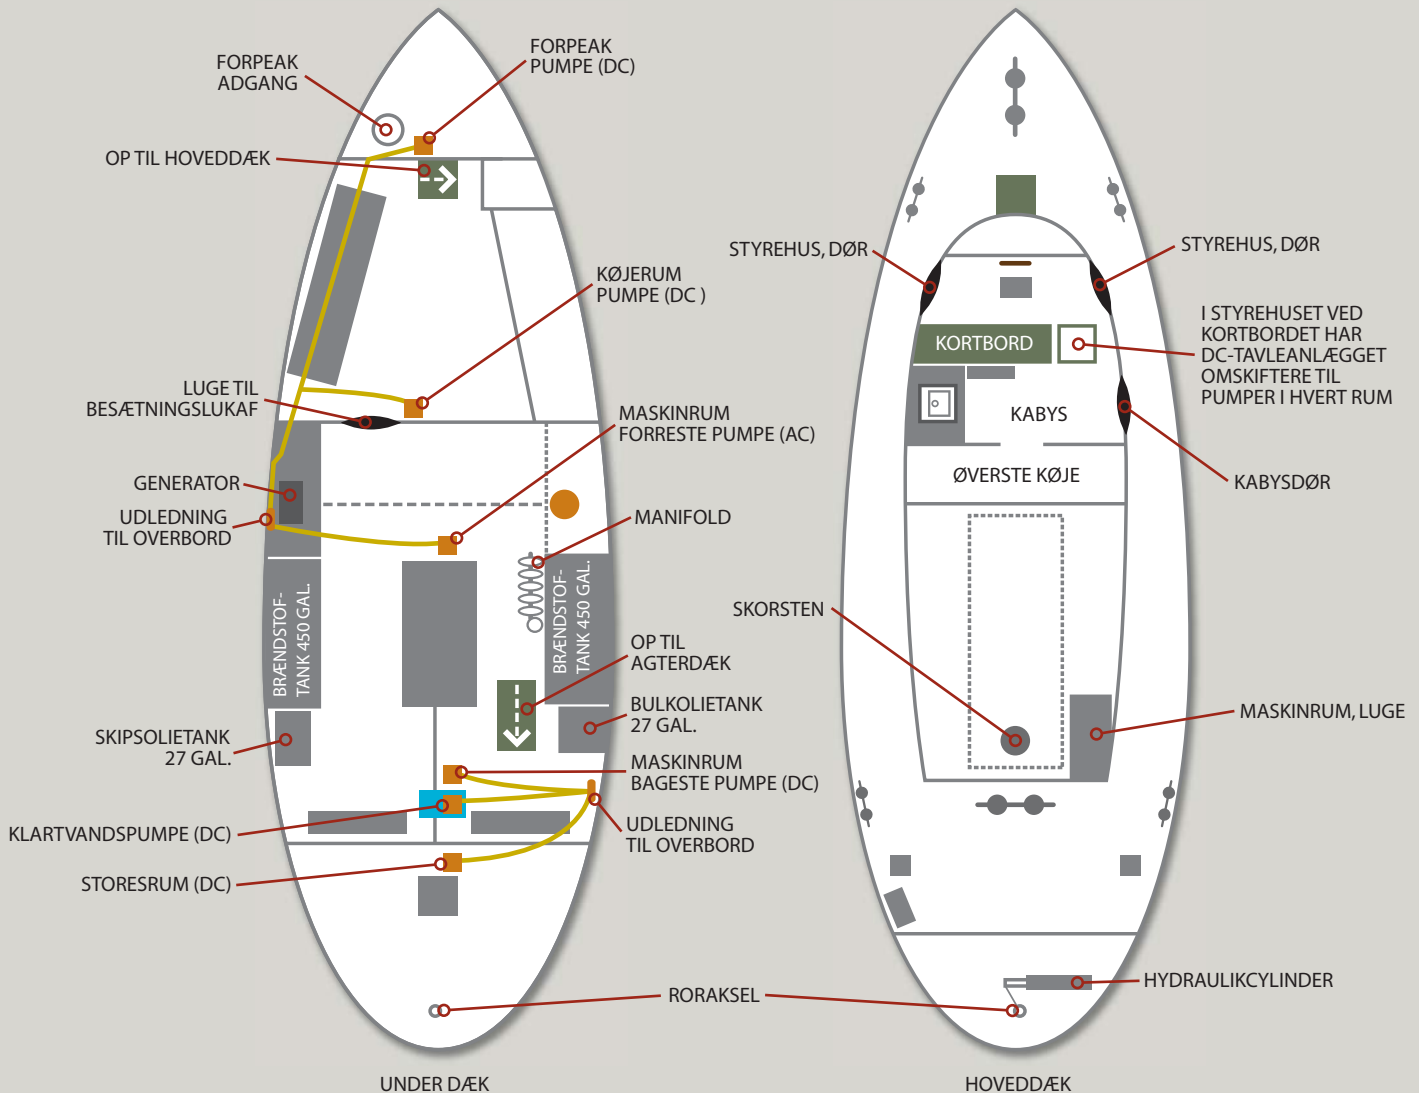 FORPEAK
ADGANG
FORPEAK
PUMPE (DC)
OP TIL HOVEDDÆK
KØJERUM
PUMPE (DC )
LUGE TIL
BESÆTNINGSLUKAF
MASKINRUM
FORRESTE PUMPE (AC)
GENERATOR
UDLEDNING
TIL OVERBORD
MANIFOLD
BRÆNDSTOF-
TANK 450 GAL.
BRÆNDSTOF-
TANK 450 GAL.
OP TIL
AGTERDÆK
BULKOLIETANK
27 GAL.
SKIPSOLIETANK
27 GAL.
MASKINRUM
BAGESTE PUMPE (DC)
KLARTVANDSPUMPE (DC)
UDLEDNING
TIL OVERBORD
STORESRUM (DC)
RORAKSEL
UNDER DÆK
STYREHUS, DØR
STYREHUS, DØR
KORTBORD
I STYREHUSET VED
KORTBORDET HAR
DC-TAVLEANLÆGGET
OMSKIFTERE TIL
PUMPER I HVERT RUM
KABYS
ØVERSTE KØJE
KABYSDØR
SKORSTEN
MASKINRUM, LUGE
HYDRAULIKCYLINDER
HOVEDDÆK